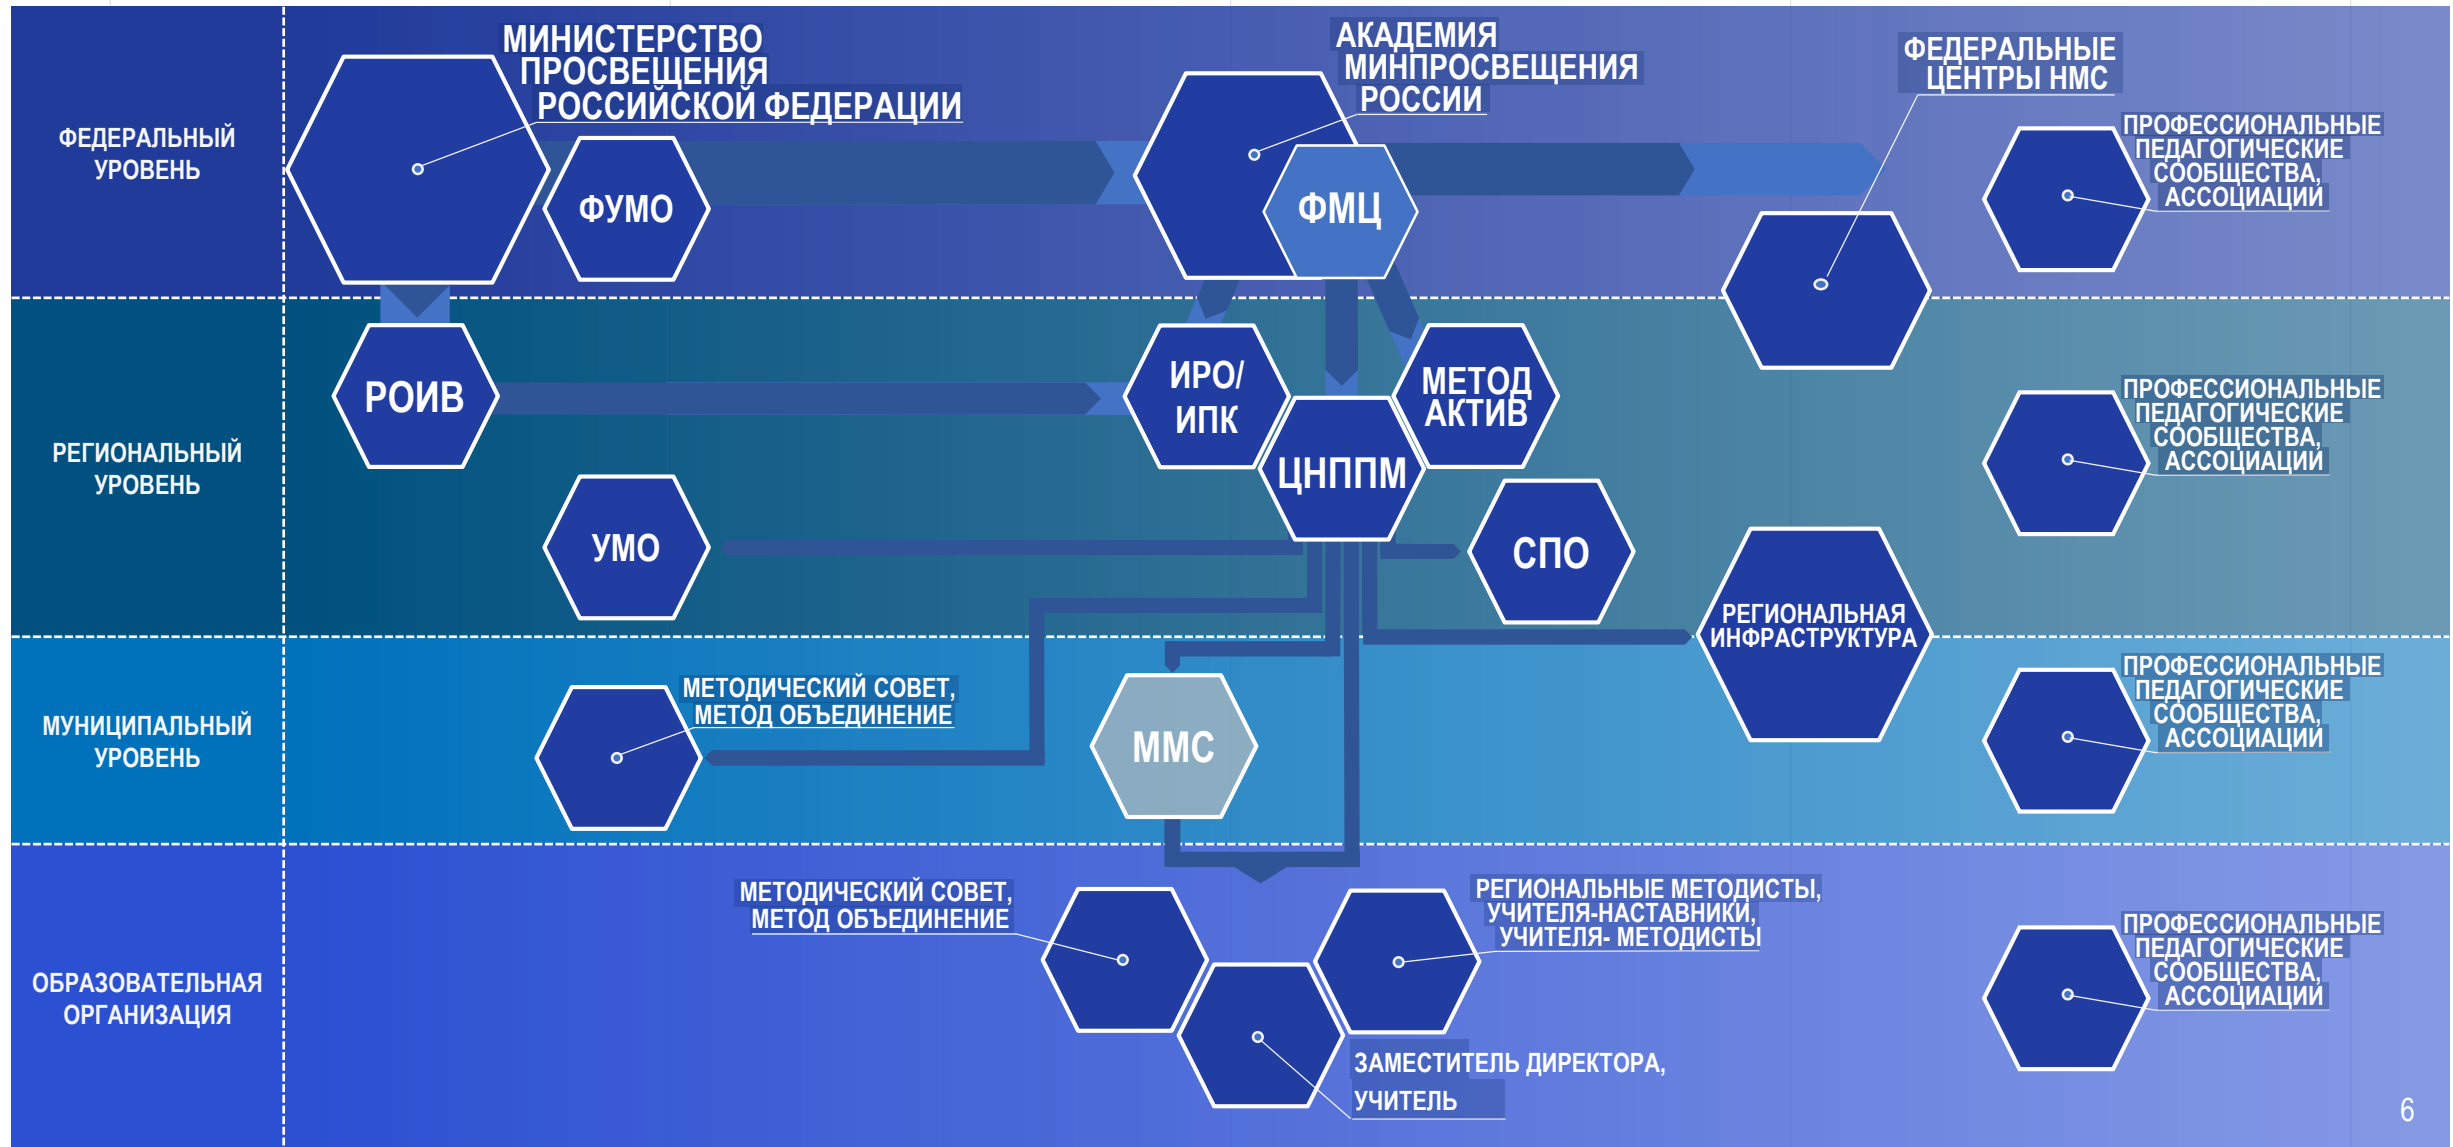 МИНИСТЕРСТВО
ПРОСВЕЩЕНИЯ
РОССИЙСКОЙ ФЕДЕРАЦИИ
АКАДЕМИЯ
МИНПРОСВЕЩЕНИЯ
РОССИИ
ФЕДЕРАЛЬНЫЕ
ЦЕНТРЫ НМС
ФЕДЕРАЛЬНЫЙ
УРОВЕНЬ
ФУМО
ФМЦ
ПРОФЕССИОНАЛЬНЫЕ
ПЕДАГОГИЧЕСКИЕ
СООБЩЕСТВА,
АССОЦИАЦИИ
РЕГИОНАЛЬНЫЙ
УРОВЕНЬ
РОИВ
ИРО/
ИПК
МЕТОД
АКТИВ
ЦНППМ
УМО
СПО
РЕГИОНАЛЬНАЯ
ИНФРАСТРУКТУРА
ПРОФЕССИОНАЛЬНЫЕ
ПЕДАГОГИЧЕСКИЕ
СООБЩЕСТВА,
АССОЦИАЦИИ
МУНИЦИПАЛЬНЫЙ
УРОВЕНЬ
МЕТОДИЧЕСКИЙ СОВЕТ,
МЕТОД ОБЪЕДИНЕНИЕ
ММС
ПРОФЕССИОНАЛЬНЫЕ
ПЕДАГОГИЧЕСКИЕ
СООБЩЕСТВА,
АССОЦИАЦИИ
ОБРАЗОВАТЕЛЬНАЯ
ОРГАНИЗАЦИЯ
МЕТОДИЧЕСКИЙ СОВЕТ,
МЕТОД ОБЪЕДИНЕНИЕ
РЕГИОНАЛЬНЫЕ МЕТОДИСТЫ,
УЧИТЕЛЯ-НАСТАВНИКИ,
УЧИТЕЛЯ- МЕТОДИСТЫ
ЗАМЕСТИТЕЛЬ ДИРЕКТОРА,
УЧИТЕЛЬ
ПРОФЕССИОНАЛЬНЫЕ
ПЕДАГОГИЧЕСКИЕ
СООБЩЕСТВА,
АССОЦИАЦИИ
6